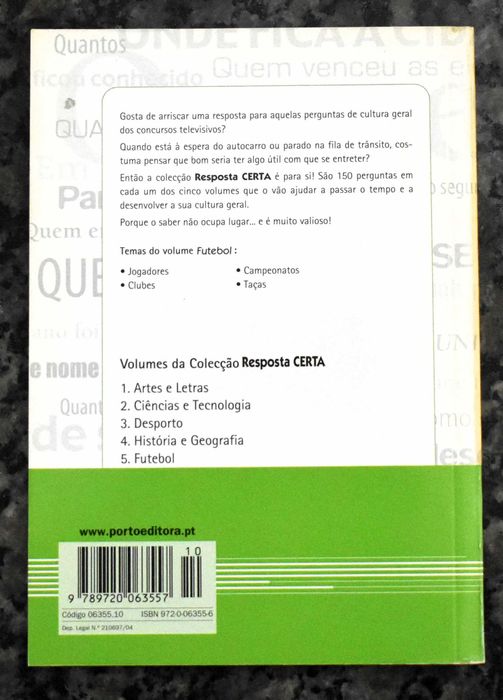 Quantos
ONDE FICA A CID
ficou conhecido
Quem venceu as e
QUA
Gosta de arriscar uma resposta para aquelas perguntas de cultura geral
dos concursos televisivos?
Quando está à espera do autocarro ou parado na fila de trânsito, cos-
tuma pensar que bom seria ter algo útil com que se entreter?
Então a colecção Resposta CERTA é para si! São 150 perguntas em
cada um dos cinco volumes que o vão ajudar a passar o tempo e a
desenvolver a sua cultura geral.
Porque o saber não ocupa lugar... e é muito valioso!
Quem e
Temas do volume Futebol :
• Jogadores
• Campeonatos
• Clubes
• Taças
QUE
SE
UNI
e nome
Quant
de
Volumes da Colecção Resposta CERTA
1. Artes e Letras
2. Ciências e Tecnologia
3. Desporto
4. História e Geografia
5. Futebol
www.portoeditora.pt
10
9 789720 063557
Código 06355.10 ISBN 972-0-06355-6
Dep. Legal N.º 210697/04